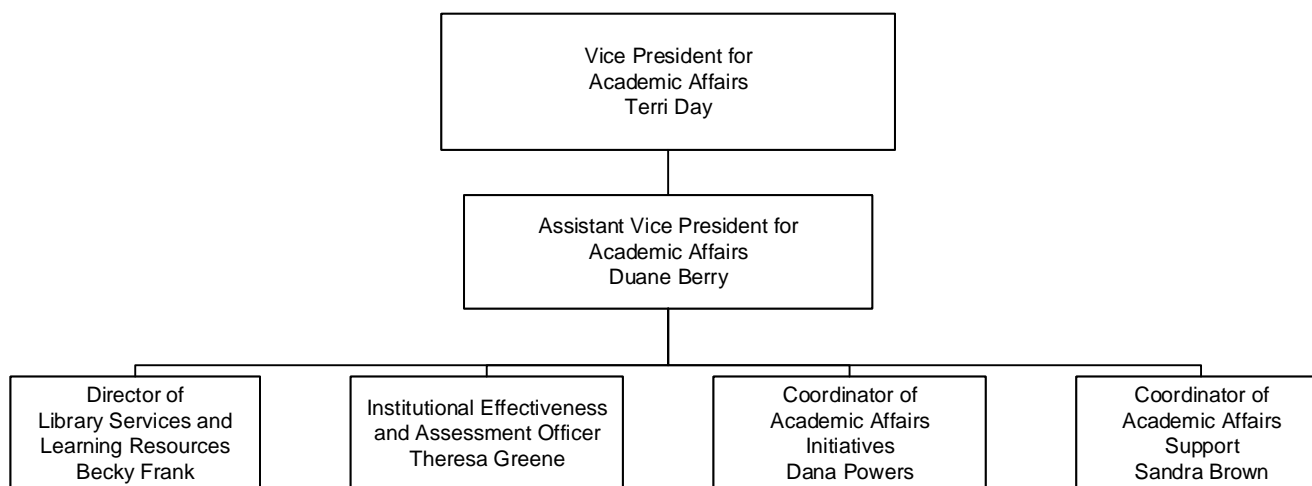 Vice President for
Academic Affairs
Terri Day
Assistant Vice President for
Academic Affairs
Duane Berry
Director of
Library Services and
Learning Resources
Becky Frank
Institutional Effectiveness
and Assessment Officer
Theresa Greene
Coordinator of
Academic Affairs
Initiatives
Dana Powers
Coordinator of
Academic Affairs
Support
Sandra Brown